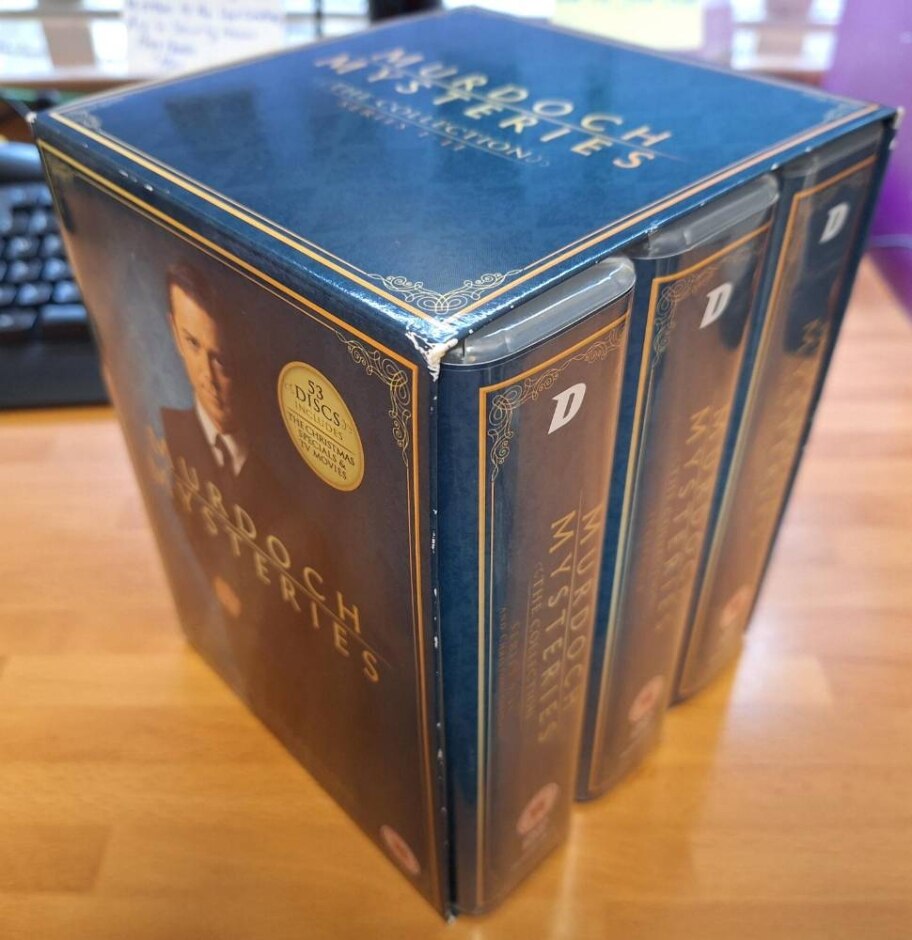 MURDOCH
MYSTERIES
THE COLLECTION
53
DISCS
INCLUDES
THE CHRISTMAS
SPECIALS &
TV MOVIES
MURDOCH
MYSTERIES
D
MURDOCH
MYSTERIES
THE COLLECTION
D
MURDOCH
MYSTERIES
D